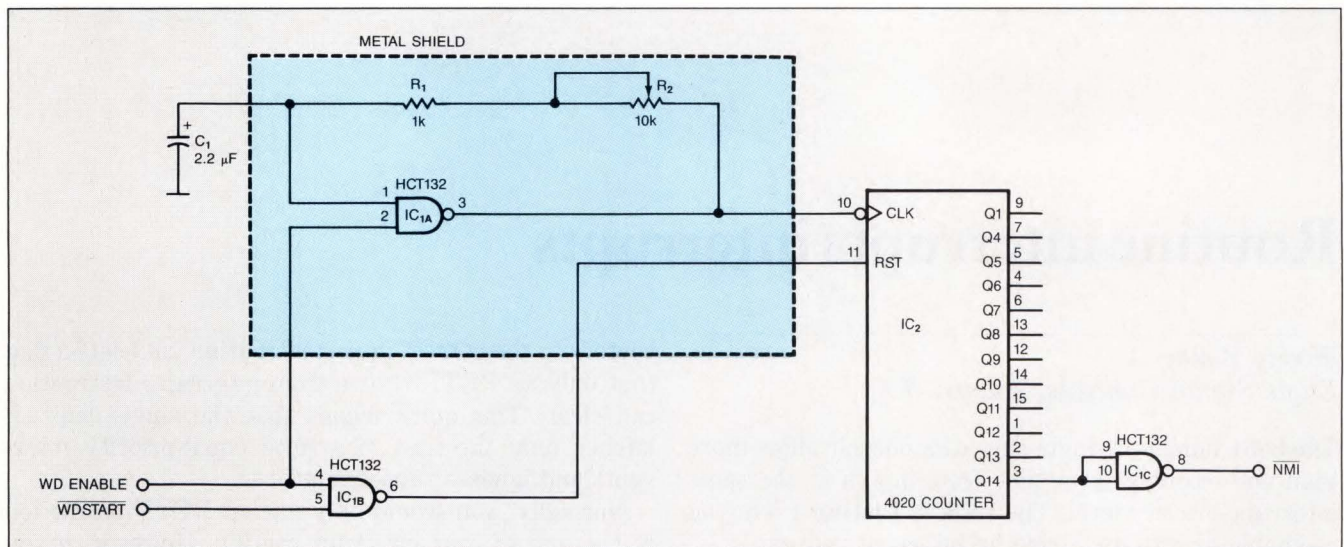 METAL SHIELD
R1
1k
R2
10k
+
C1
2.2 µF
HCT132
1
2
3
IC1A
10
CLK
11
RST
IC2
4020 COUNTER
Q1 9
Q4 7
Q5 5
Q6 4
Q7 6
Q8 13
Q9 12
Q10 14
Q11 15
Q12 1
Q13 2
Q14 3
HCT132
9
10
8
IC1C
NMI
HCT132
WD ENABLE
4
WDSTART
5
6
IC1B